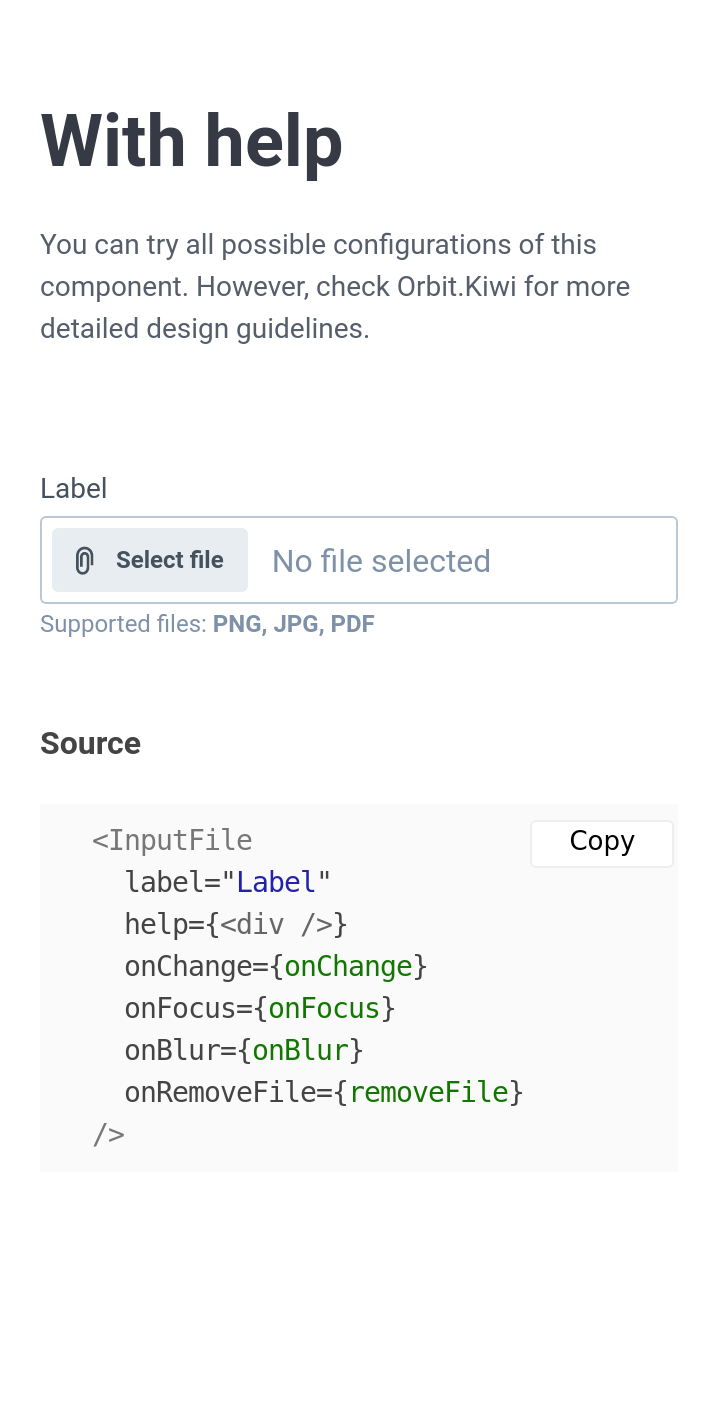 With help
You can try all possible configurations of this
component. However, check Orbit.Kiwi for more
detailed design guidelines.
Label
Select file No file selected
Supported files: PNG, JPG, PDF
Source
Copy
<InputFile
  label="Label"
  help={<div />}
  onChange={onChange}
  onFocus={onFocus}
  onBlur={onBlur}
  onRemoveFile={removeFile}
/>